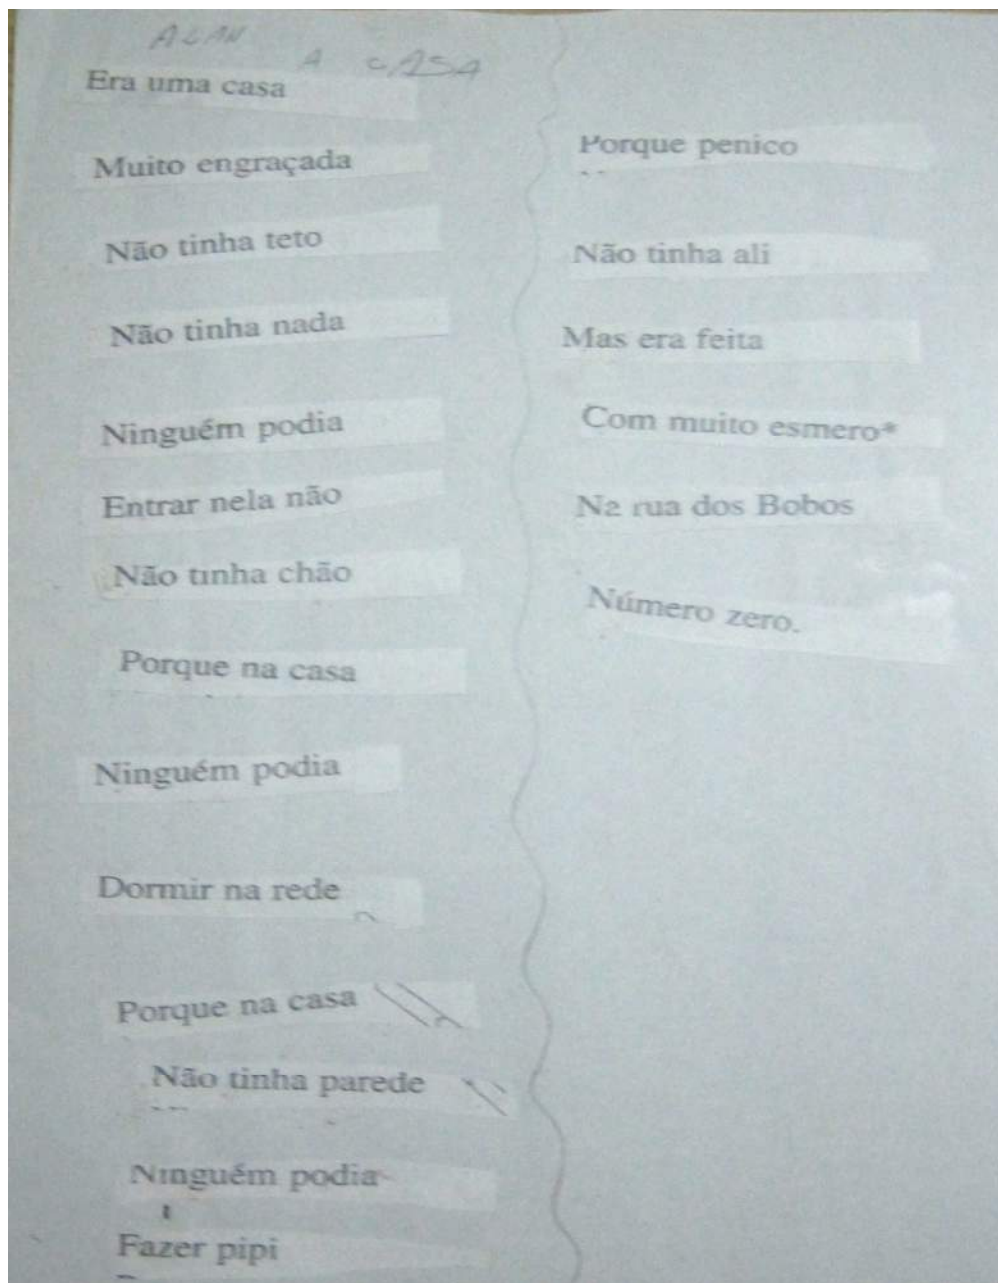 ALAN
A CASA
Era uma casa
Muito engraçada
Não tinha teto
Não tinha nada
Ninguém podia
Entrar nela não
Não tinha chão
Porque na casa
Ninguém podia
Dormir na rede
Porque na casa
Não tinha parede
Ninguém podia
Fazer pipi
Porque penico
Não tinha ali
Mas era feita
Com muito esmero*
Na rua dos Bobos
Número zero.